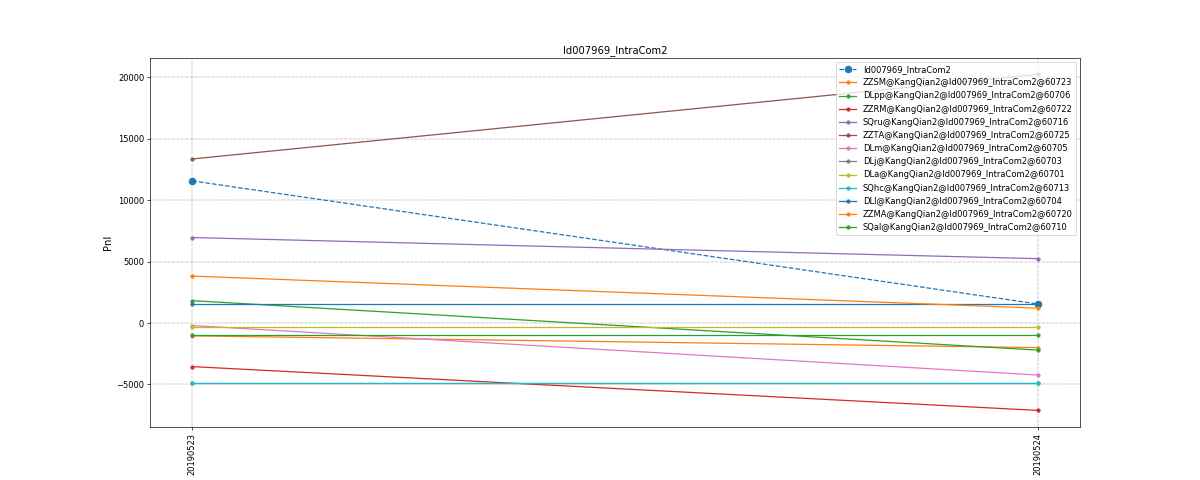 Id007969_IntraCom2
Pnl
20000
15000
10000
5000
0
−5000
20190523
20190524
Id007969_IntraCom2
ZZSM@KangQian2@Id007969_IntraCom2@60723
DLpp@KangQian2@Id007969_IntraCom2@60706
ZZRM@KangQian2@Id007969_IntraCom2@60722
SQru@KangQian2@Id007969_IntraCom2@60716
ZZTA@KangQian2@Id007969_IntraCom2@60725
DLm@KangQian2@Id007969_IntraCom2@60705
DLj@KangQian2@Id007969_IntraCom2@60703
DLa@KangQian2@Id007969_IntraCom2@60701
SQhc@KangQian2@Id007969_IntraCom2@60713
DLl@KangQian2@Id007969_IntraCom2@60704
ZZMA@KangQian2@Id007969_IntraCom2@60720
SQal@KangQian2@Id007969_IntraCom2@60710